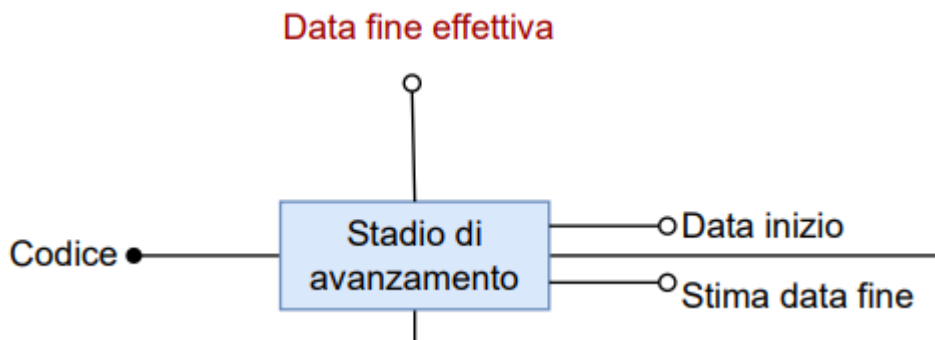 Data fine effettiva
Codice
Stadio di
avanzamento
Data inizio
Stima data fine